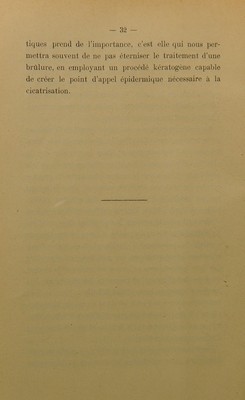 — 32 —
tiques prend de l'importance, c'est elle qui nous per-
mettra souvent de ne pas éterniser le traitement d'une
brûlure, en employant un procédé kératogène capable
de créer le point d'appel épidermique nécessaire à la
cicatrisation.